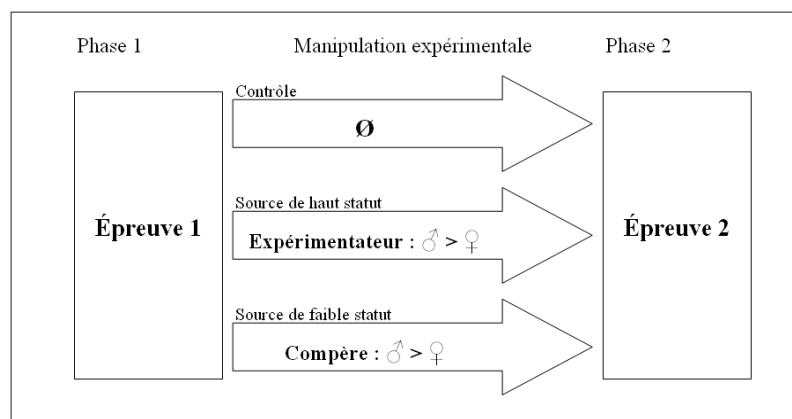 Phase 1 Manipulation expérimentale Phase 2
Contrôle
Ø
Source de haut statut
Épreuve 1
Expérimentateur : ♂ > ♀
Épreuve 2
Source de faible statut
Compère : ♂ > ♀